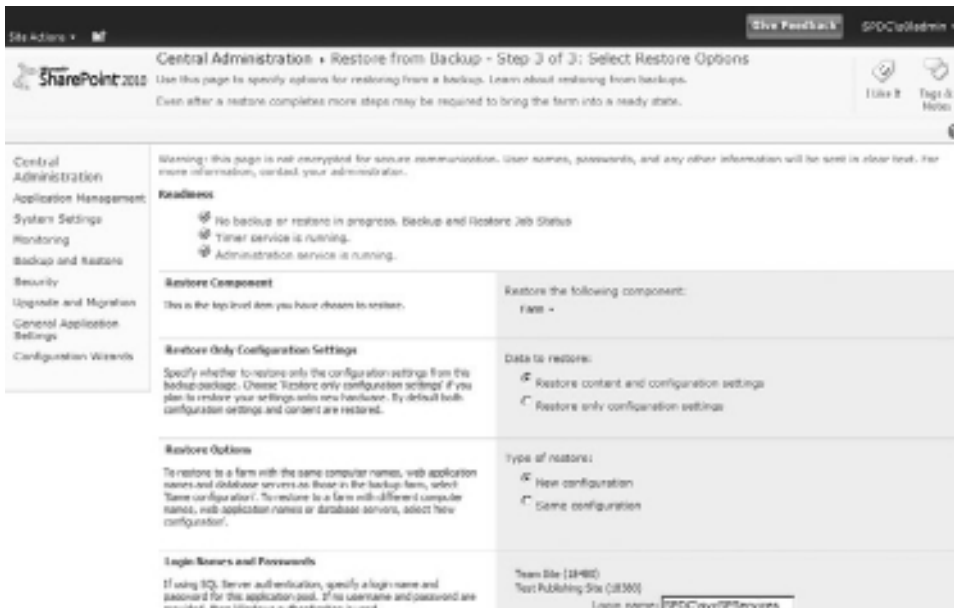 Site Actions
Give Feedback
SharePoint 2010
Central Administration ▸ Restore from Backup - Step 3 of 3: Select Restore Options
Use this page to specify options for restoring from a backup. Learn about restoring from backups.
Even after a restore completes more steps may be required to bring the farm into a ready state.
I Like It
Tags &
Notes
Central
Administration
Application Management
System Settings
Monitoring
Backup and Restore
Security
Upgrade and Migration
General Application
Settings
Configuration Wizards
Warning: this page is not encrypted for secure communication. User names, passwords, and any other information will be sent in clear text. For
more information, contact your administrator.
Readiness
No backup or restore in progress. Backup and Restore Job Status
Timer service is running.
Administration service is running.
Restore Component
This is the top level item you have chosen to restore.
Restore the following component:
Farm
Restore Only Configuration Settings
Specify whether to restore only the configuration settings from this
backup package. Choose 'Restore only configuration settings' if you
plan to restore your settings onto new hardware. By default both
configuration settings and content are restored.
Data to restore:
Restore content and configuration settings
Restore only configuration settings
Restore Options
To restore to a farm with the same computer names, web application
names and database servers as those in the backup farm, select
'Same configuration'. To restore to a farm with different computer
names, web application names or database servers, select 'New
configuration'.
Type of restore:
New configuration
Same configuration
Login Names and Passwords
If using SQL Server authentication, specify a login name and
password for this application pool. If no username and password are
provided, then Windows authentication is used.
Team Site
Test Publishing Site
Login name: